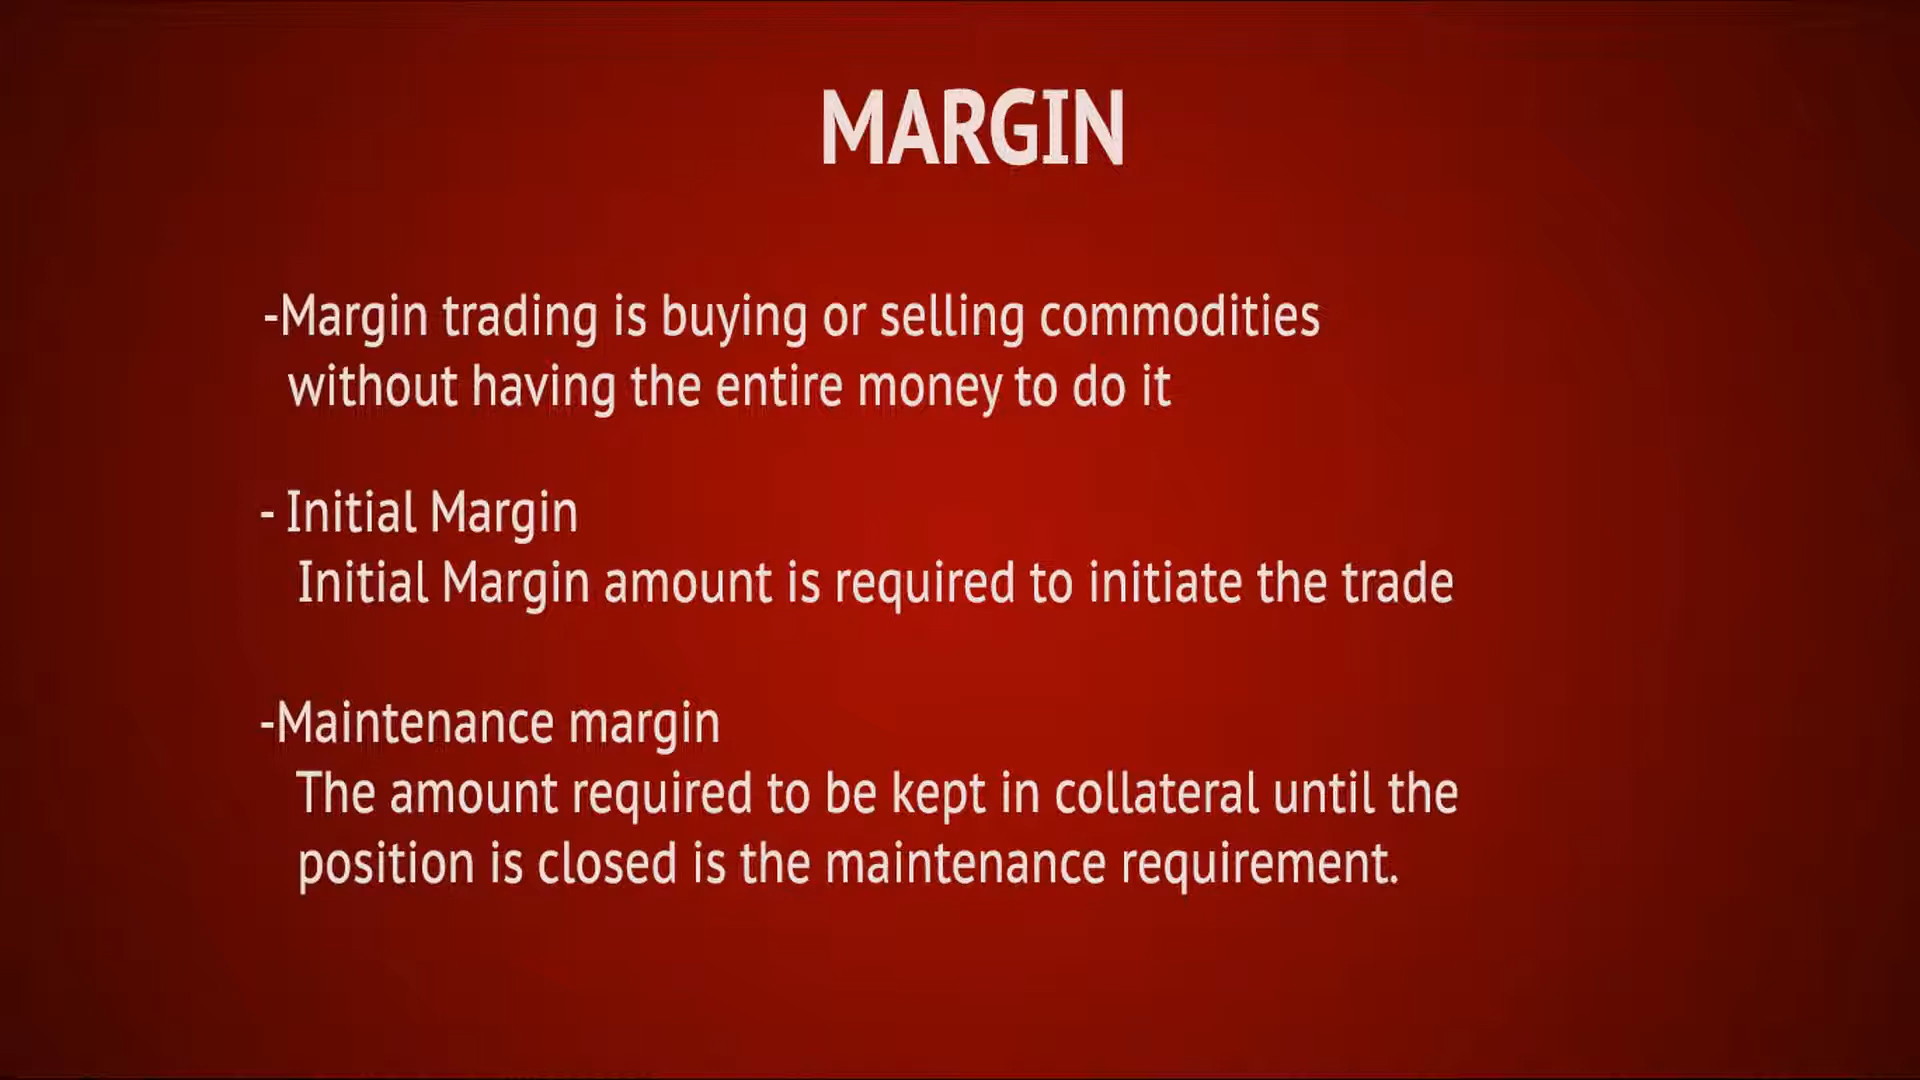 MARGIN
-Margin trading is buying or selling commodities
without having the entire money to do it
- Initial Margin
Initial Margin amount is required to initiate the trade
-Maintenance margin
The amount required to be kept in collateral until the
position is closed is the maintenance requirement.